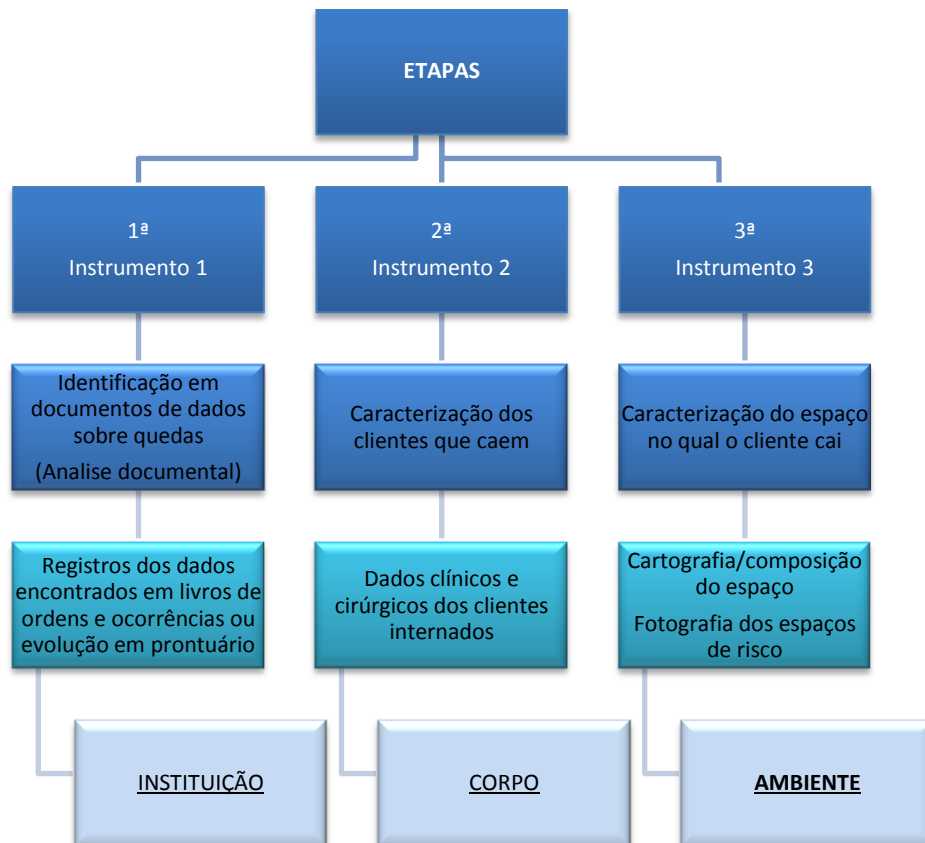 ETAPAS
1ª
Instrumento 1
2ª
Instrumento 2
3ª
Instrumento 3
Identificação em
documentos de dados
sobre quedas
(Analise documental)
Caracterização dos
clientes que caem
Caracterização do espaço
no qual o cliente cai
Registros dos dados
encontrados em livros de
ordens e ocorrências ou
evolução em prontuário
Dados clínicos e
cirúrgicos dos clientes
internados
Cartografia/composição
do espaço
Fotografia dos espaços
de risco
INSTITUIÇÃO
CORPO
AMBIENTE